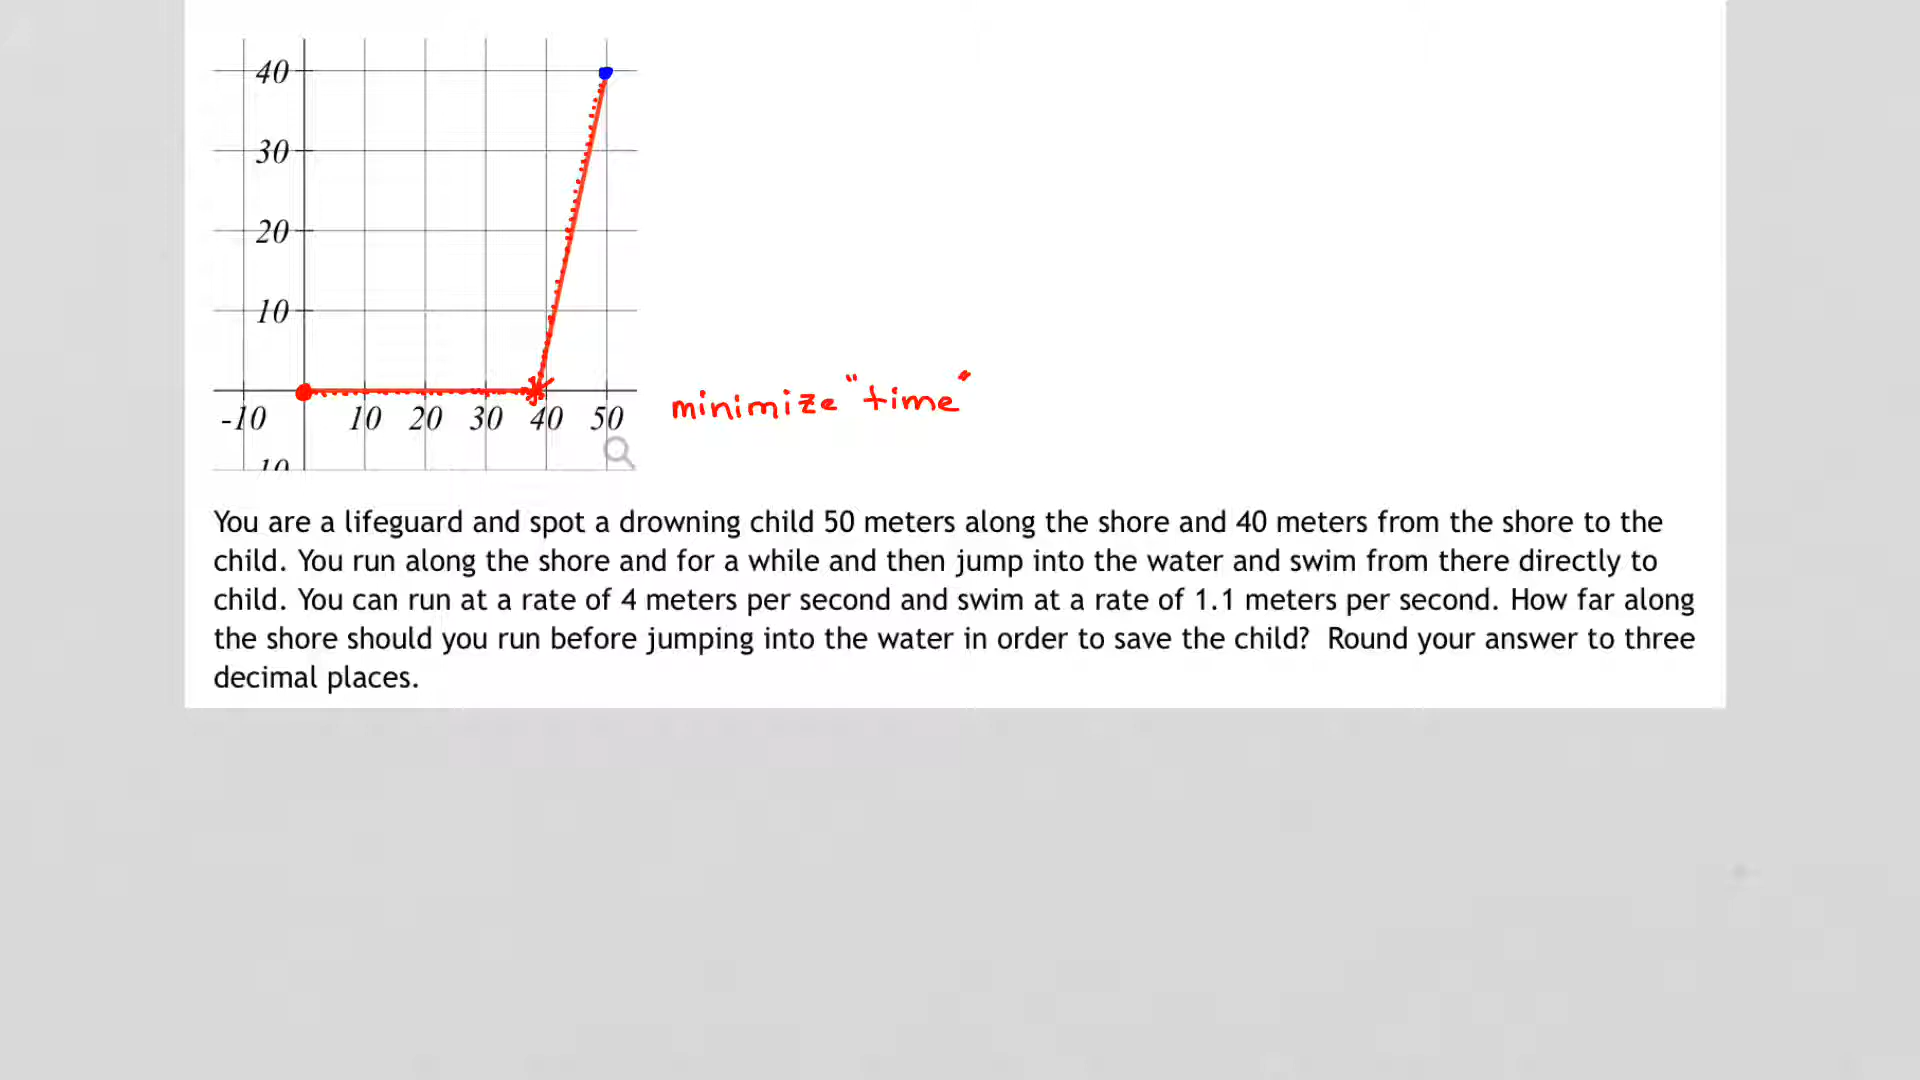 40
30
20
10
-10 10 20 30 40 50
10
minimize "time"
You are a lifeguard and spot a drowning child 50 meters along the shore and 40 meters from the shore to the
child. You run along the shore and for a while and then jump into the water and swim from there directly to
child. You can run at a rate of 4 meters per second and swim at a rate of 1.1 meters per second. How far along
the shore should you run before jumping into the water in order to save the child? Round your answer to three
decimal places.